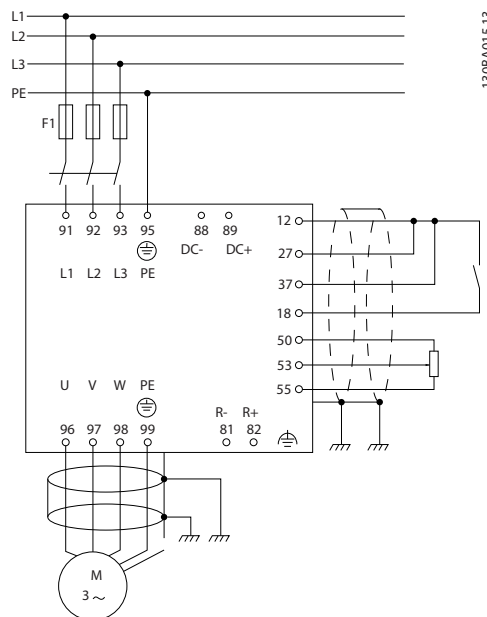 L1
L2
L3
PE
F1
91 92 93 95 88 89
DC- DC+
L1 L2 L3 PE
12
27
37
18
50
53
55
U V W PE
96 97 98 99
R- R+
81 82
M
3 ~
130BA015.13